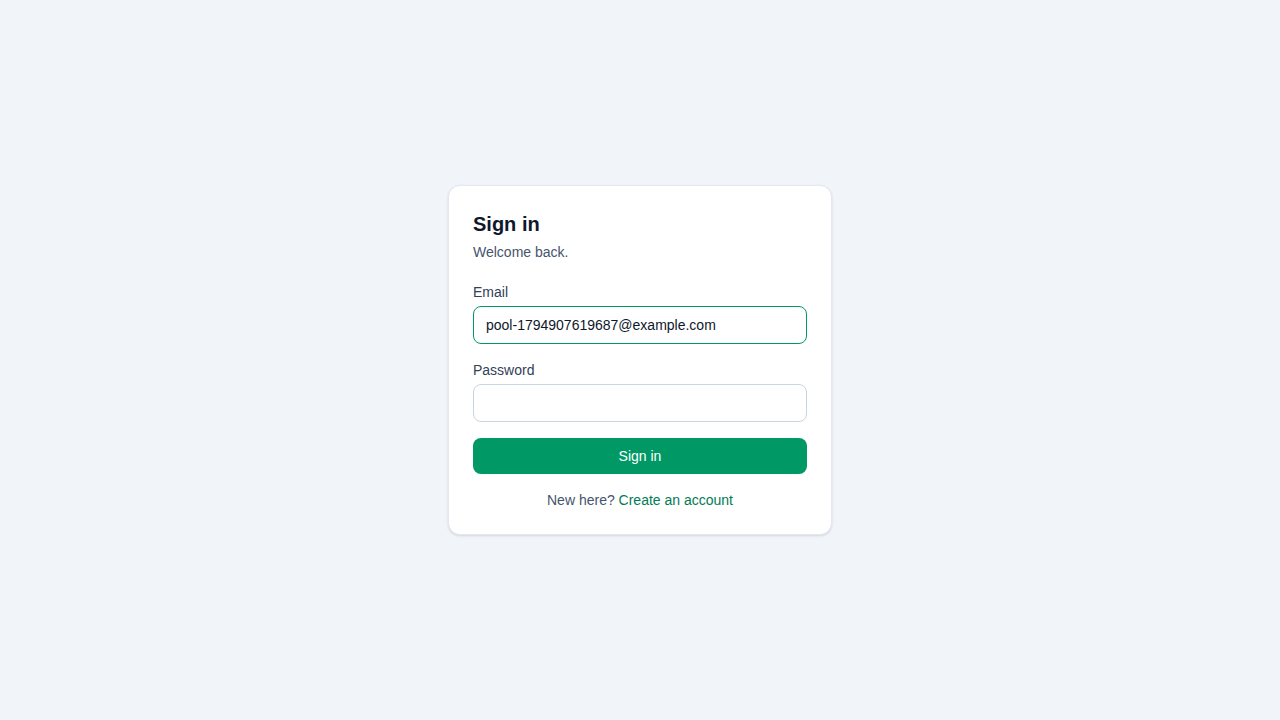 Sign in
Welcome back.
Email
pool-1794907619687@example.com
Password
Sign in
New here? Create an account